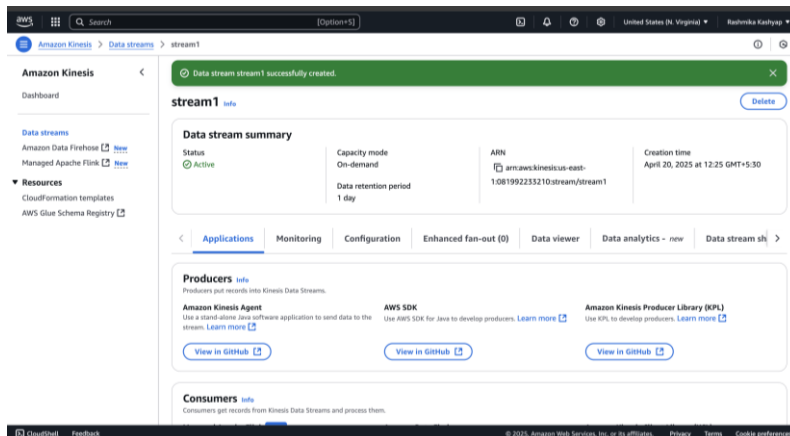 aws
Search [Option+S]
United States (N. Virginia) ▼ Rashmika Kashyap ▼
Amazon Kinesis > Data streams > stream1
Amazon Kinesis
Dashboard
Data streams
Amazon Data Firehose New
Managed Apache Flink New
▼ Resources
CloudFormation templates
AWS Glue Schema Registry
Data stream stream1 successfully created.
stream1 Info
Delete
Data stream summary
Status
Active
Capacity mode
On-demand
Data retention period
1 day
ARN
arn:aws:kinesis:us-east-
1:081992233210:stream/stream1
Creation time
April 20, 2025 at 12:25 GMT+5:30
Applications Monitoring Configuration Enhanced fan-out (0) Data viewer Data analytics - new Data stream sh
Producers Info
Producers put records into Kinesis Data Streams.
Amazon Kinesis Agent
Use a stand-alone Java software application to send data to the
stream. Learn more
View in GitHub
AWS SDK
Use AWS SDK for Java to develop producers. Learn more
View in GitHub
Amazon Kinesis Producer Library (KPL)
Use KPL to develop producers. Learn more
View in GitHub
Consumers Info
Consumers get records from Kinesis Data Streams and process them.
CloudShell Feedback
© 2025, Amazon Web Services, Inc. or its affiliates. Privacy Terms Cookie preferences